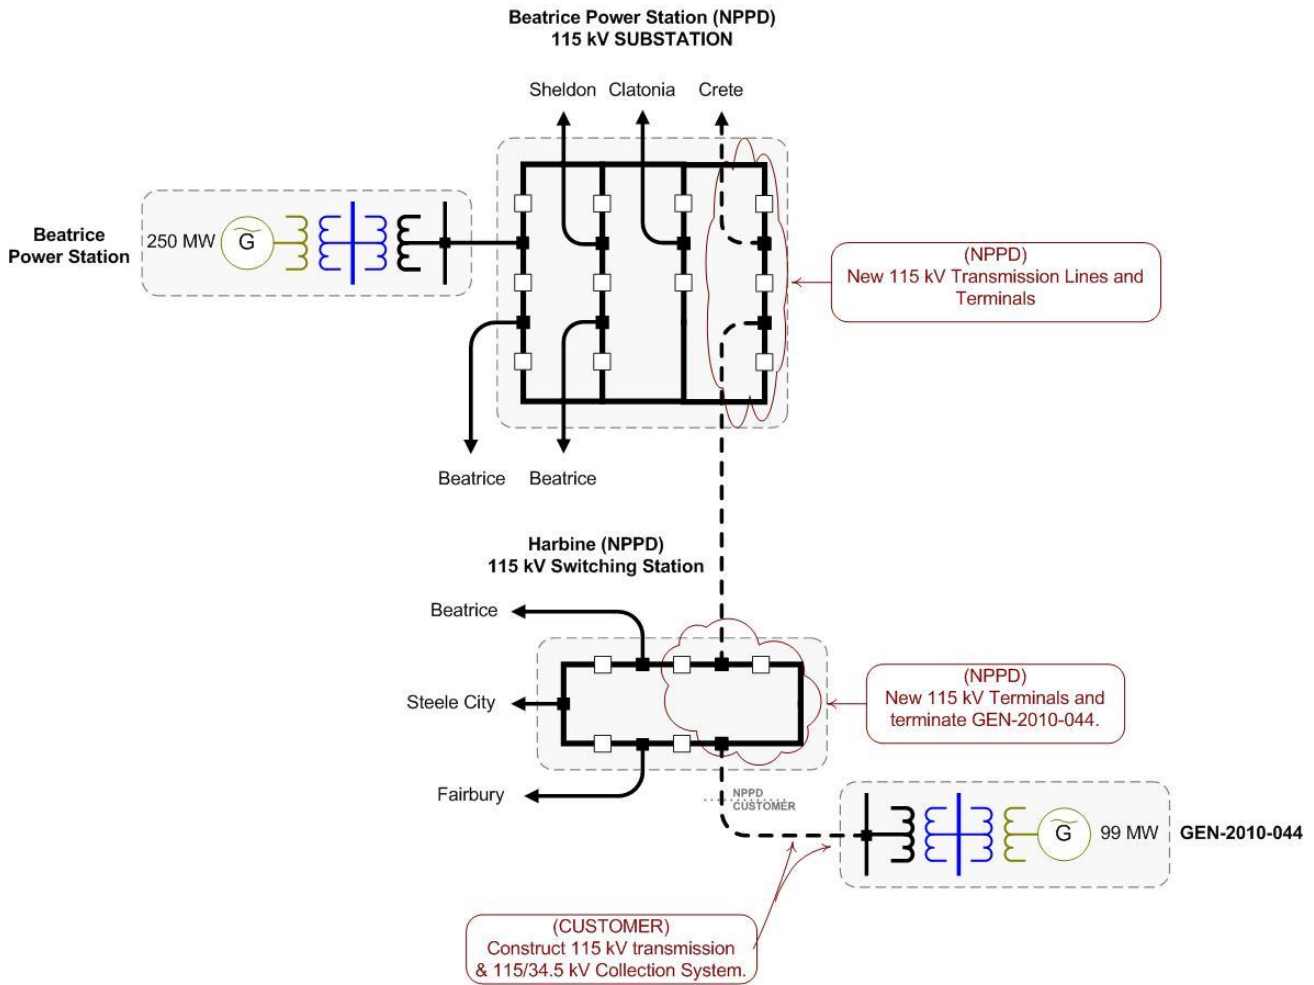 Beatrice Power Station (NPPD)
115 kV SUBSTATION
Sheldon
Clatonia
Crete
Beatrice
Power Station
250 MW
G
(NPPD)
New 115 kV Transmission Lines and
Terminals
Beatrice
Beatrice
Harbine (NPPD)
115 kV Switching Station
Beatrice
Steele City
Fairbury
(NPPD)
New 115 kV Terminals and
terminate GEN-2010-044.
NPPD
CUSTOMER
G
99 MW
GEN-2010-044
(CUSTOMER)
Construct 115 kV transmission
& 115/34.5 kV Collection System.